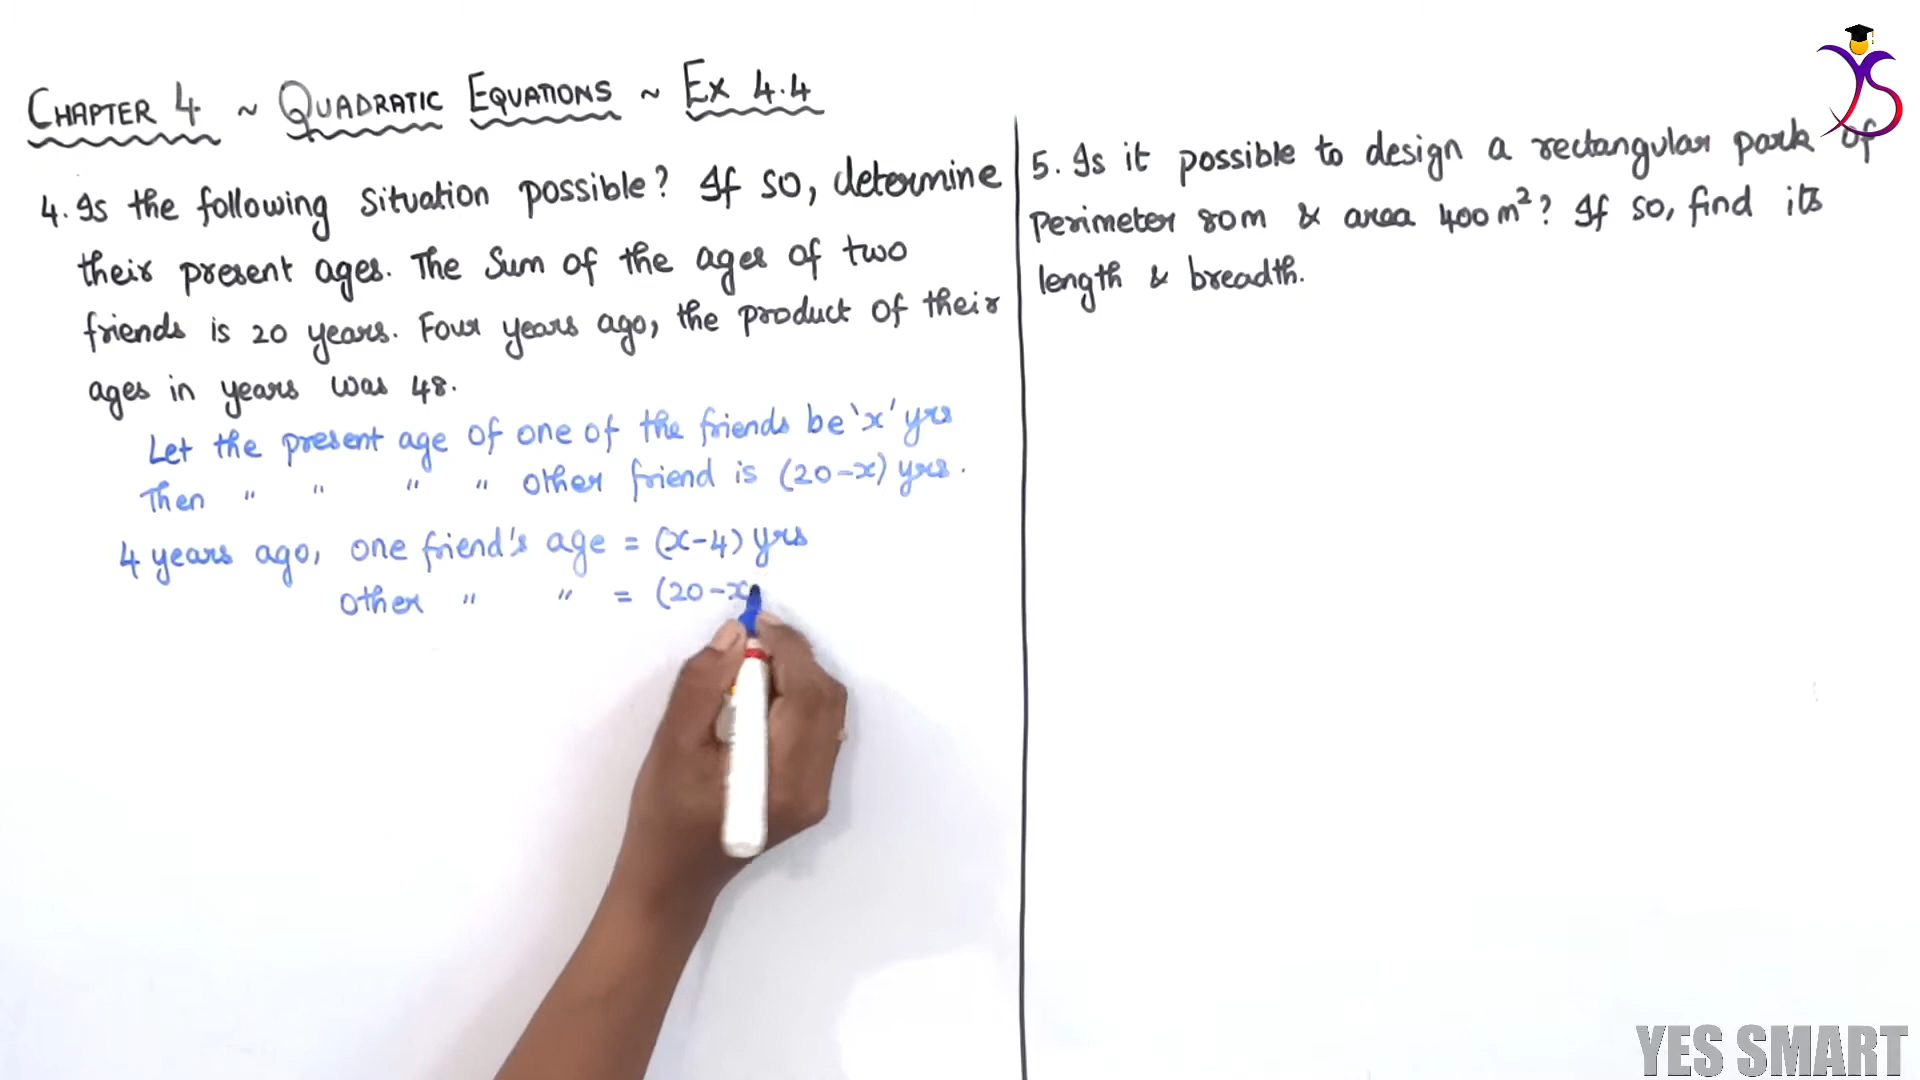 CHAPTER 4 ~ QUADRATIC EQUATIONS ~ EX 4.4
4. Is the following situation possible? If so, determine
their present ages. The Sum of the ages of two
friends is 20 years. Four years ago, the product of their
ages in years was 48.
Let the present age of one of the friends be 'x' yrs
Then " " " " other friend is (20-x) yrs.
4 years ago, one friend's age = (x-4) yrs
Other " " = (20-x
5. Is it possible to design a rectangular park of
Perimeter 80m & area 400m²? If so, find its
length & breadth.
YES SMART